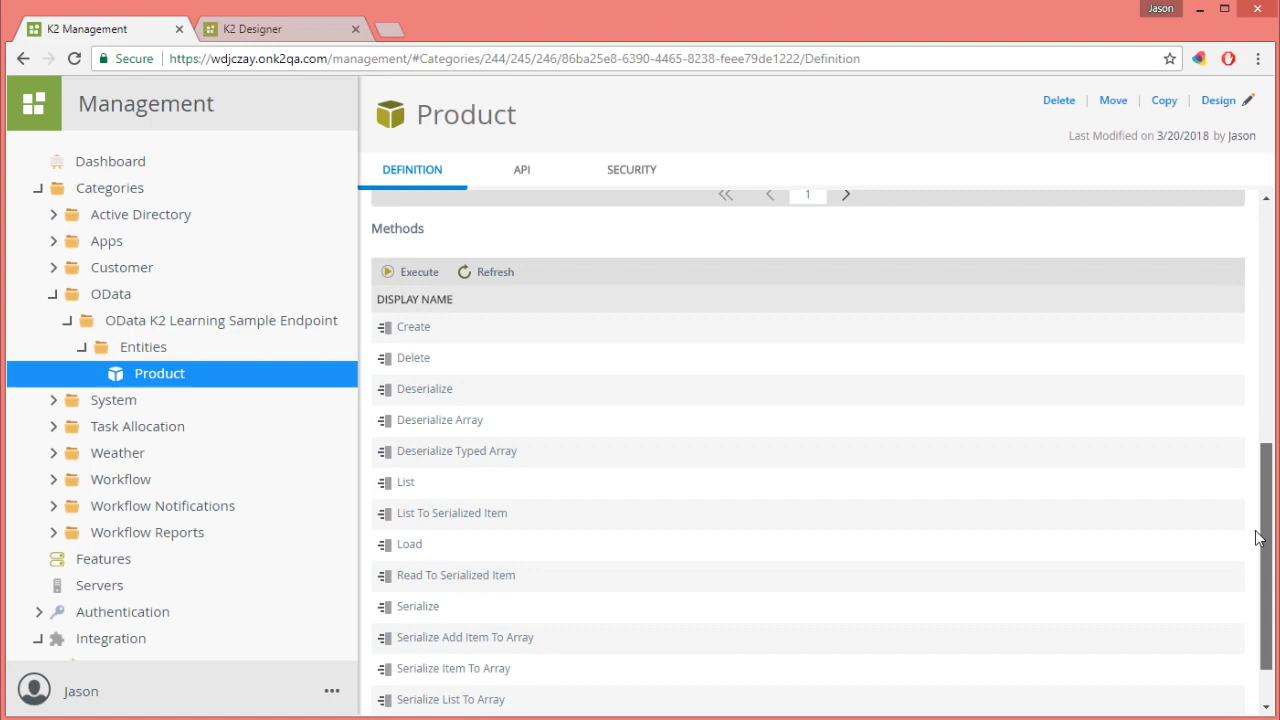 Jason
K2 Management
K2 Designer
Secure
https://wdjczay.onk2qa.com/management/#Categories/244/245/246/86ba25e8-6390-4465-8238-feee79de1222/Definition
Management
Product
Delete
Move
Copy
Design
Last Modified on 3/20/2018 by Jason
DEFINITION
API
SECURITY
Dashboard
Categories
Active Directory
Apps
Customer
OData
OData K2 Learning Sample Endpoint
Entities
Product
System
Task Allocation
Weather
Workflow
Workflow Notifications
Workflow Reports
Features
Servers
Authentication
Integration
Jason
1
Methods
Execute
Refresh
DISPLAY NAME
Create
Delete
Deserialize
Deserialize Array
Deserialize Typed Array
List
List To Serialized Item
Load
Read To Serialized Item
Serialize
Serialize Add Item To Array
Serialize Item To Array
Serialize List To Array